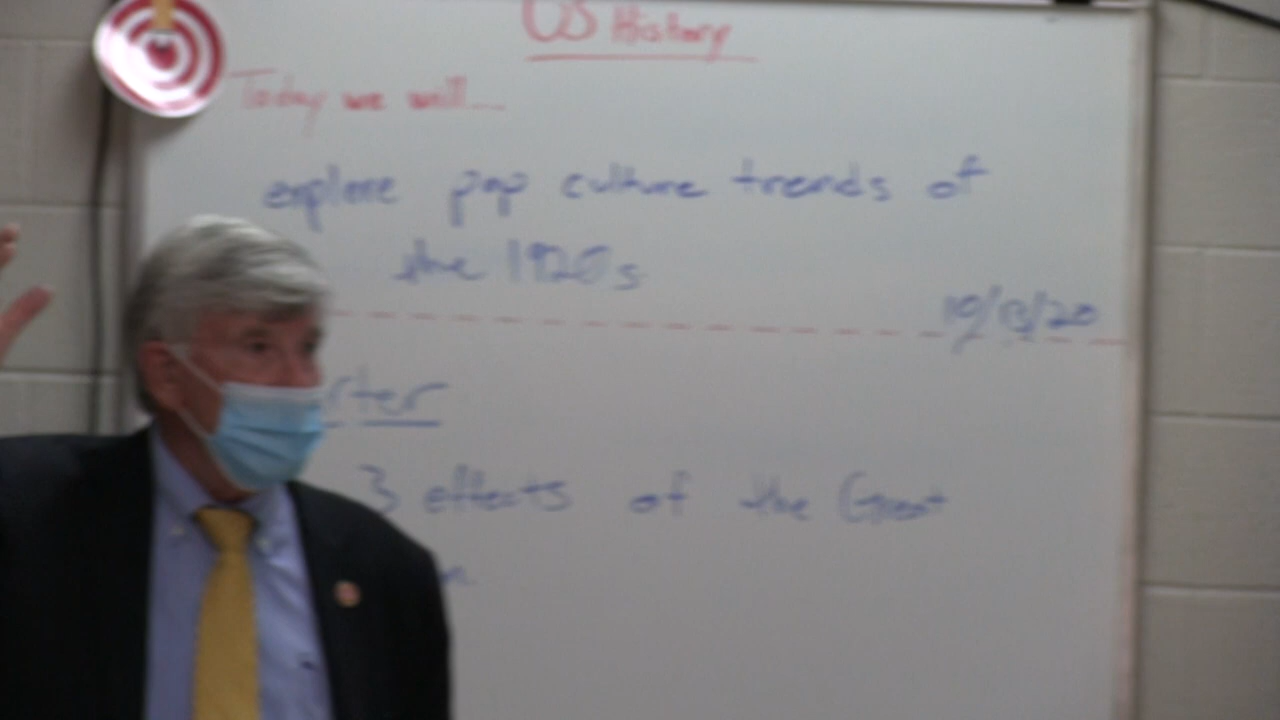 US History
Today we will...
explore pop culture trends of
the 1920s
10/13/20
rter
3 effects of the Great
n.